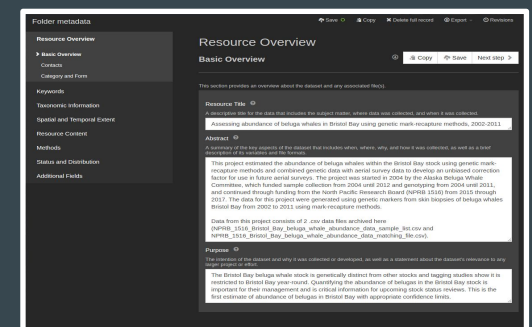 Folder metadata
Save
Copy
Delete full record
Export
Revisions
Resource Overview
Basic Overview
Contacts
Category and Form
Keywords
Taxonomic Information
Spatial and Temporal Extent
Resource Content
Methods
Status and Distribution
Additional Fields
Resource Overview
Basic Overview
Copy
Save
Next step
This section provides an overview about the dataset and any associated file(s).
Resource Title
A descriptive title for the data that includes the subject matter, where data was collected, and when it was collected.
Assessing abundance of beluga whales in Bristol Bay using genetic mark-recapture methods, 2002-2011
Abstract
A summary of the key aspects of the dataset that includes when, where, why, and how it was collected, as well as a brief
description of its variables and file formats.
This project estimated the abundance of beluga whales within the Bristol Bay stock using genetic mark-
recapture methods and combined genetic data with aerial survey data to develop an unbiased correction
factor for use in future aerial surveys. The project was started in 2004 by the Alaska Beluga Whale
Committee, which funded sample collection from 2004 until 2012 and genotyping from 2004 until 2011,
and continued through funding from the North Pacific Research Board (NPRB 1516) from 2015 through
2017. The data for this project were generated using genetic markers from skin biopsies of beluga whales
Bristol Bay from 2002 to 2011 using mark-recapture methods.
Data from this project consists of 2 .csv data files archived here
(NPRB_1516_Bristol_Bay_beluga_whale_abundance_data_sample_list.csv and
NPRB_1516_Bristol_Bay_beluga_whale_abundance_data_matching_file.csv).
Purpose
The intention of the dataset and why it was collected or developed, as well as a statement about the dataset's relevance to any
larger project or effort.
The Bristol Bay beluga whale stock is genetically distinct from other stocks and tagging studies show it is
restricted to Bristol Bay year-round. Quantifying the abundance of belugas in the Bristol Bay stock is
important for their management and is critical information for upcoming stock status reviews. This is the
first estimate of abundance of belugas in Bristol Bay with appropriate confidence limits.